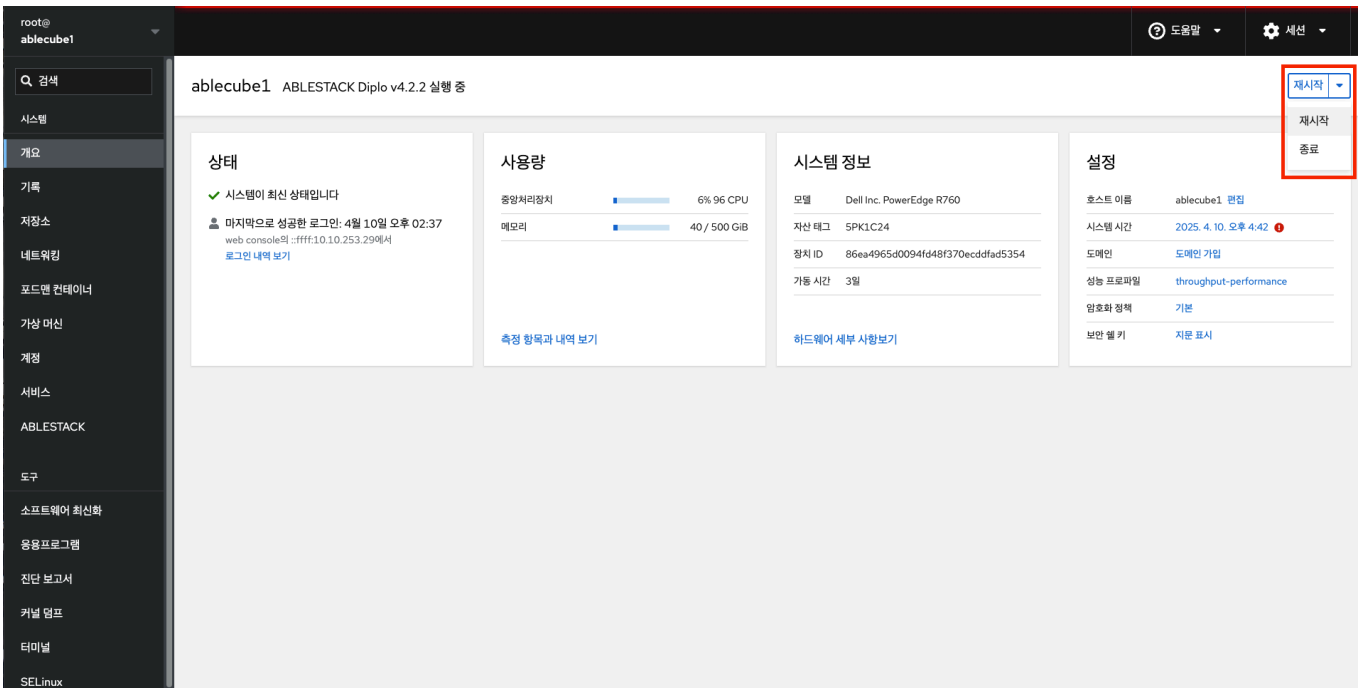 root@
ablecube1
도움말
세션
검색
시스템
개요
기록
저장소
네트워킹
포드맨 컨테이너
가상 머신
계정
서비스
ABLESTACK
도구
소프트웨어 최신화
응용프로그램
진단 보고서
커널 덤프
터미널
SELinux
ablecube1 ABLESTACK Diplo v4.2.2 실행 중
재시작
재시작
종료
상태
시스템이 최신 상태입니다
마지막으로 성공한 로그인: 4월 10일 오후 02:37
web console의 ::ffff:10.10.253.29에서
로그인 내역 보기
사용량
중앙처리장치 6% 96 CPU
메모리 40 / 500 GiB
측정 항목과 내역 보기
시스템 정보
모델 Dell Inc. PowerEdge R760
자산 태그 5PK1C24
장치 ID 86ea4965d0094fd48f370ecddfad5354
가동 시간 3일
하드웨어 세부 사항보기
설정
호스트 이름 ablecube1 편집
시스템 시간 2025. 4. 10. 오후 4:42
도메인 도메인 가입
성능 프로파일 throughput-performance
암호화 정책 기본
보안 쉘 키 지문 표시